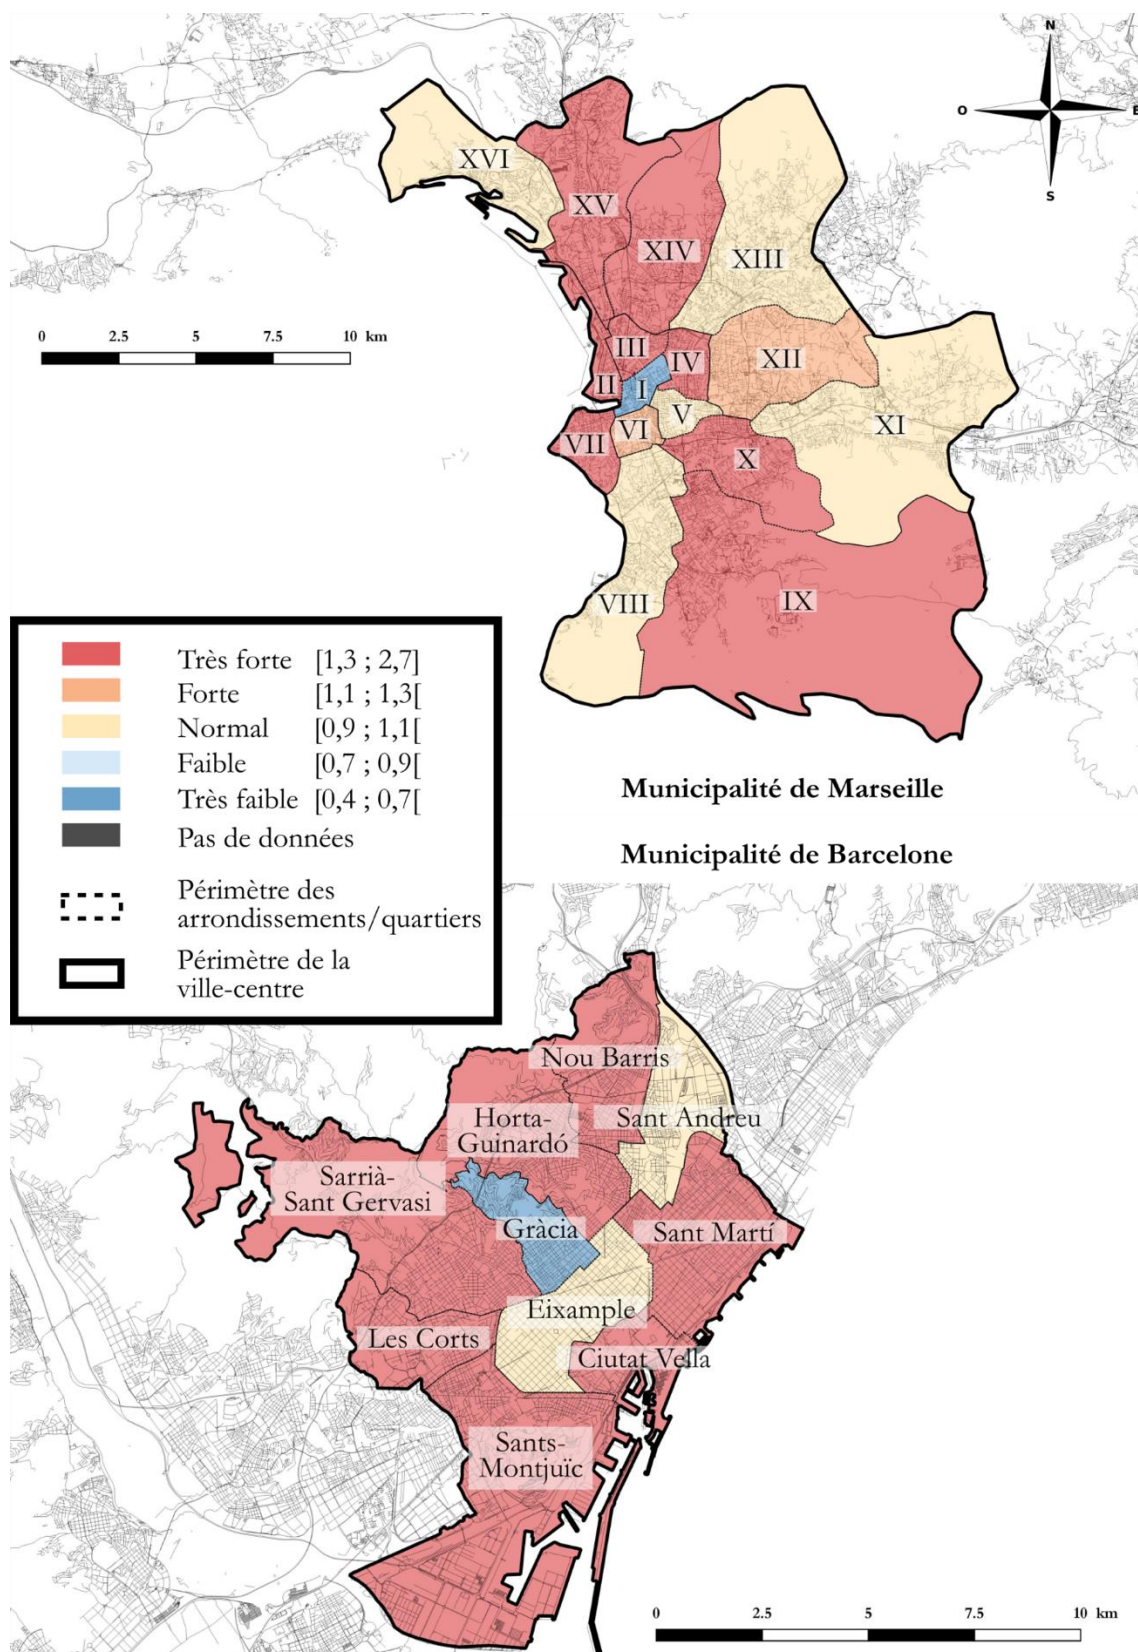 N
O
E
S
XVI
XV
XIV
XIII
0 2.5 5 7.5 10 km
III
IV
XII
II
I
V
XI
VII
VI
X
VIII
IX
Très forte [1,3 ; 2,7]
Forte [1,1 ; 1,3[
Normal [0,9 ; 1,1[
Faible [0,7 ; 0,9[
Très faible [0,4 ; 0,7[
Pas de données
Périmètre des
arrondissements/quartiers
Périmètre de la
ville-centre
Municipalité de Marseille
Municipalité de Barcelone
Nou Barris
Sant Andreu
Horta-
Guinardó
Sarrià-
Sant Gervasi
Gràcia
Sant Martí
Eixample
Les Corts
Ciutat Vella
Sants-
Montjuïc
0 2.5 5 7.5 10 km